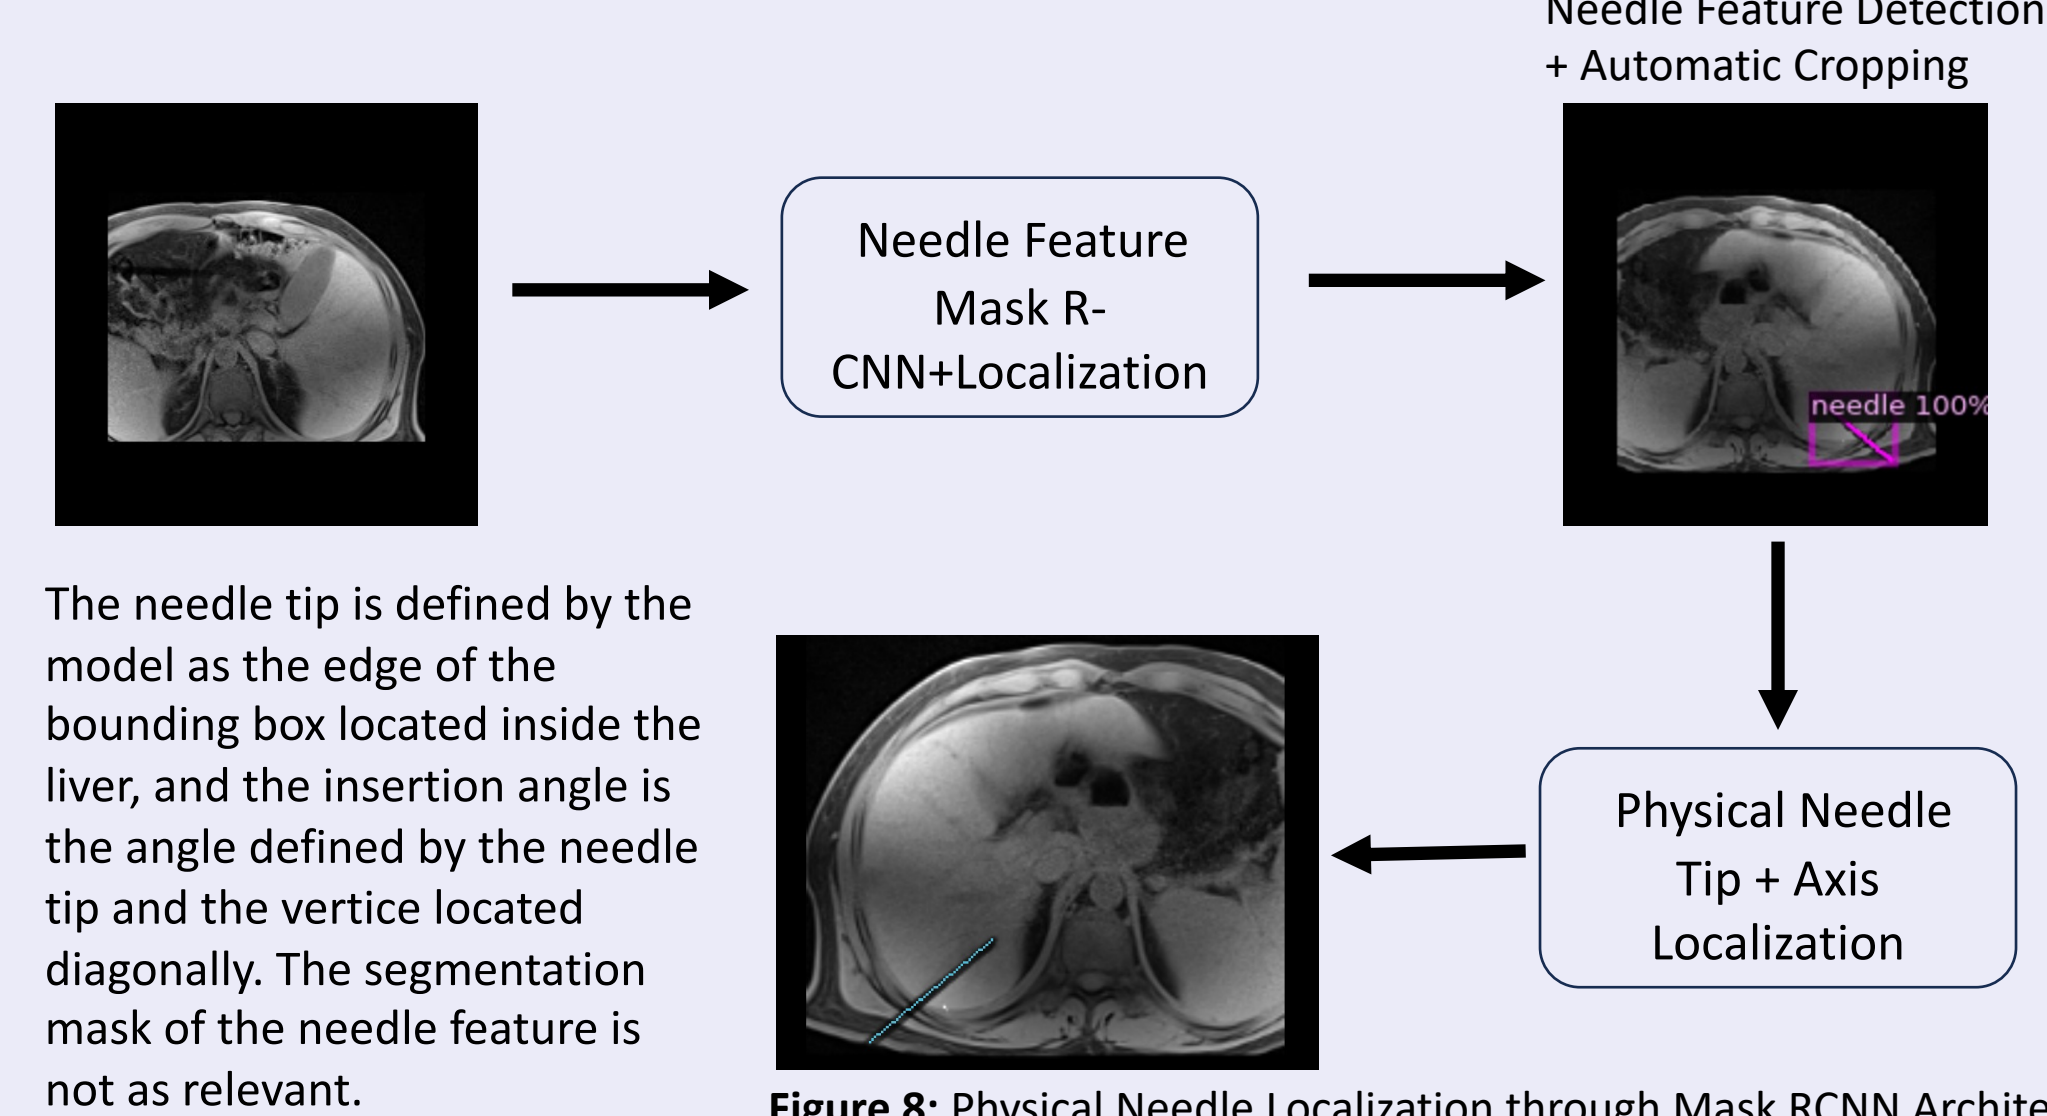 Needle Feature Detection
+ Automatic Cropping
Needle Feature
Mask R-
CNN+Localization
needle 100%
The needle tip is defined by the
model as the edge of the
bounding box located inside the
liver, and the insertion angle is
the angle defined by the needle
tip and the vertice located
diagonally. The segmentation
mask of the needle feature is
not as relevant.
Physical Needle
Tip + Axis
Localization
Figure 8: Physical Needle Localization through Mask RCNN Archite